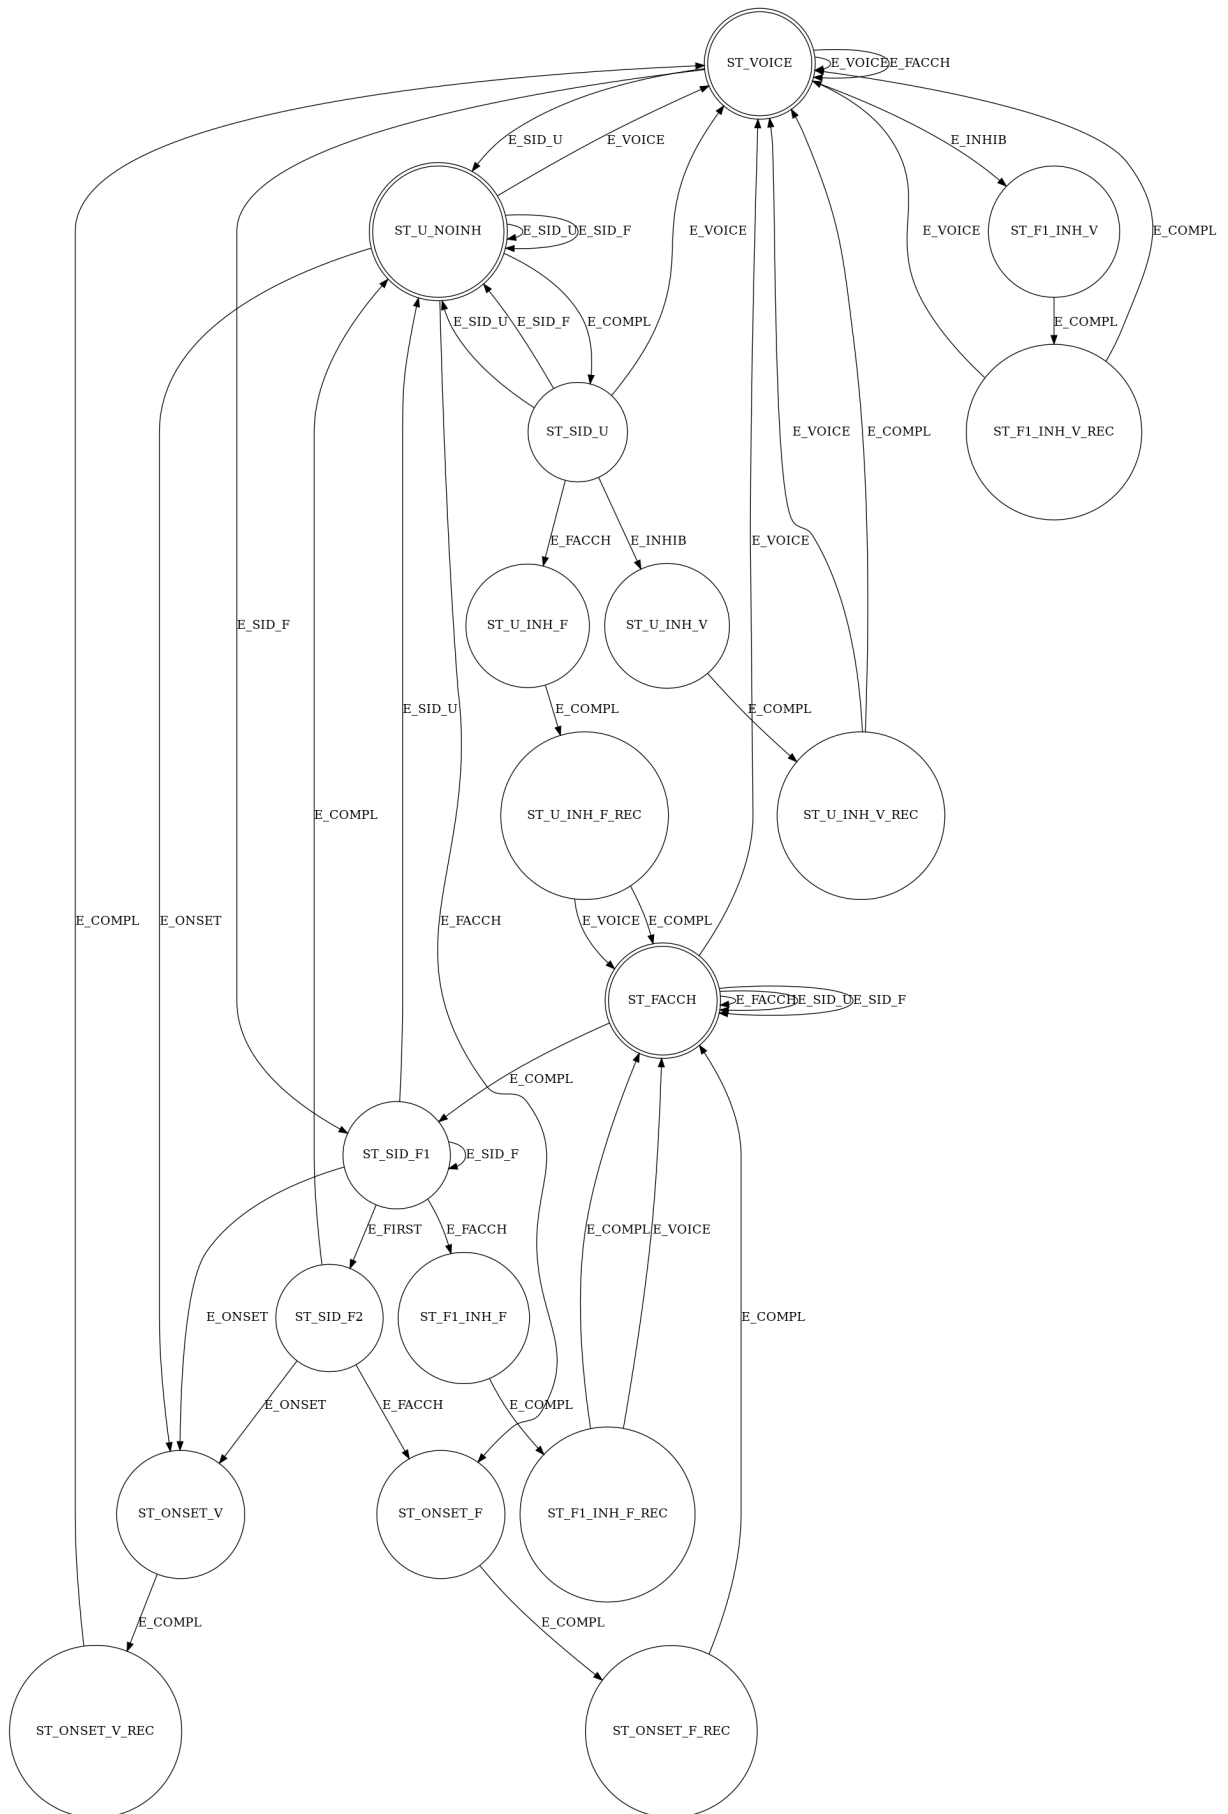 ST_VOICE
E_VOICE
E_FACCH
E_SID_U
E_VOICE
E_INHIB
ST_U_NOINH
E_SID_U
E_SID_F
E_VOICE
ST_F1_INH_V
E_VOICE
E_COMPL
E_SID_U
E_SID_F
E_COMPL
E_COMPL
ST_SID_U
E_VOICE
E_COMPL
ST_F1_INH_V_REC
E_FACCH
E_INHIB
E_VOICE
E_SID_F
ST_U_INH_F
ST_U_INH_V
E_SID_U
E_COMPL
E_COMPL
E_COMPL
ST_U_INH_F_REC
ST_U_INH_V_REC
E_COMPL
E_ONSET
E_FACCH
E_VOICE
E_COMPL
ST_FACCH
E_FACCH
E_SID_U
E_SID_F
E_COMPL
ST_SID_F1
E_SID_F
E_FIRST
E_FACCH
E_COMPL
E_VOICE
E_ONSET
ST_SID_F2
ST_F1_INH_F
E_COMPL
E_ONSET
E_FACCH
E_COMPL
ST_ONSET_V
ST_ONSET_F
ST_F1_INH_F_REC
E_COMPL
E_COMPL
ST_ONSET_V_REC
ST_ONSET_F_REC